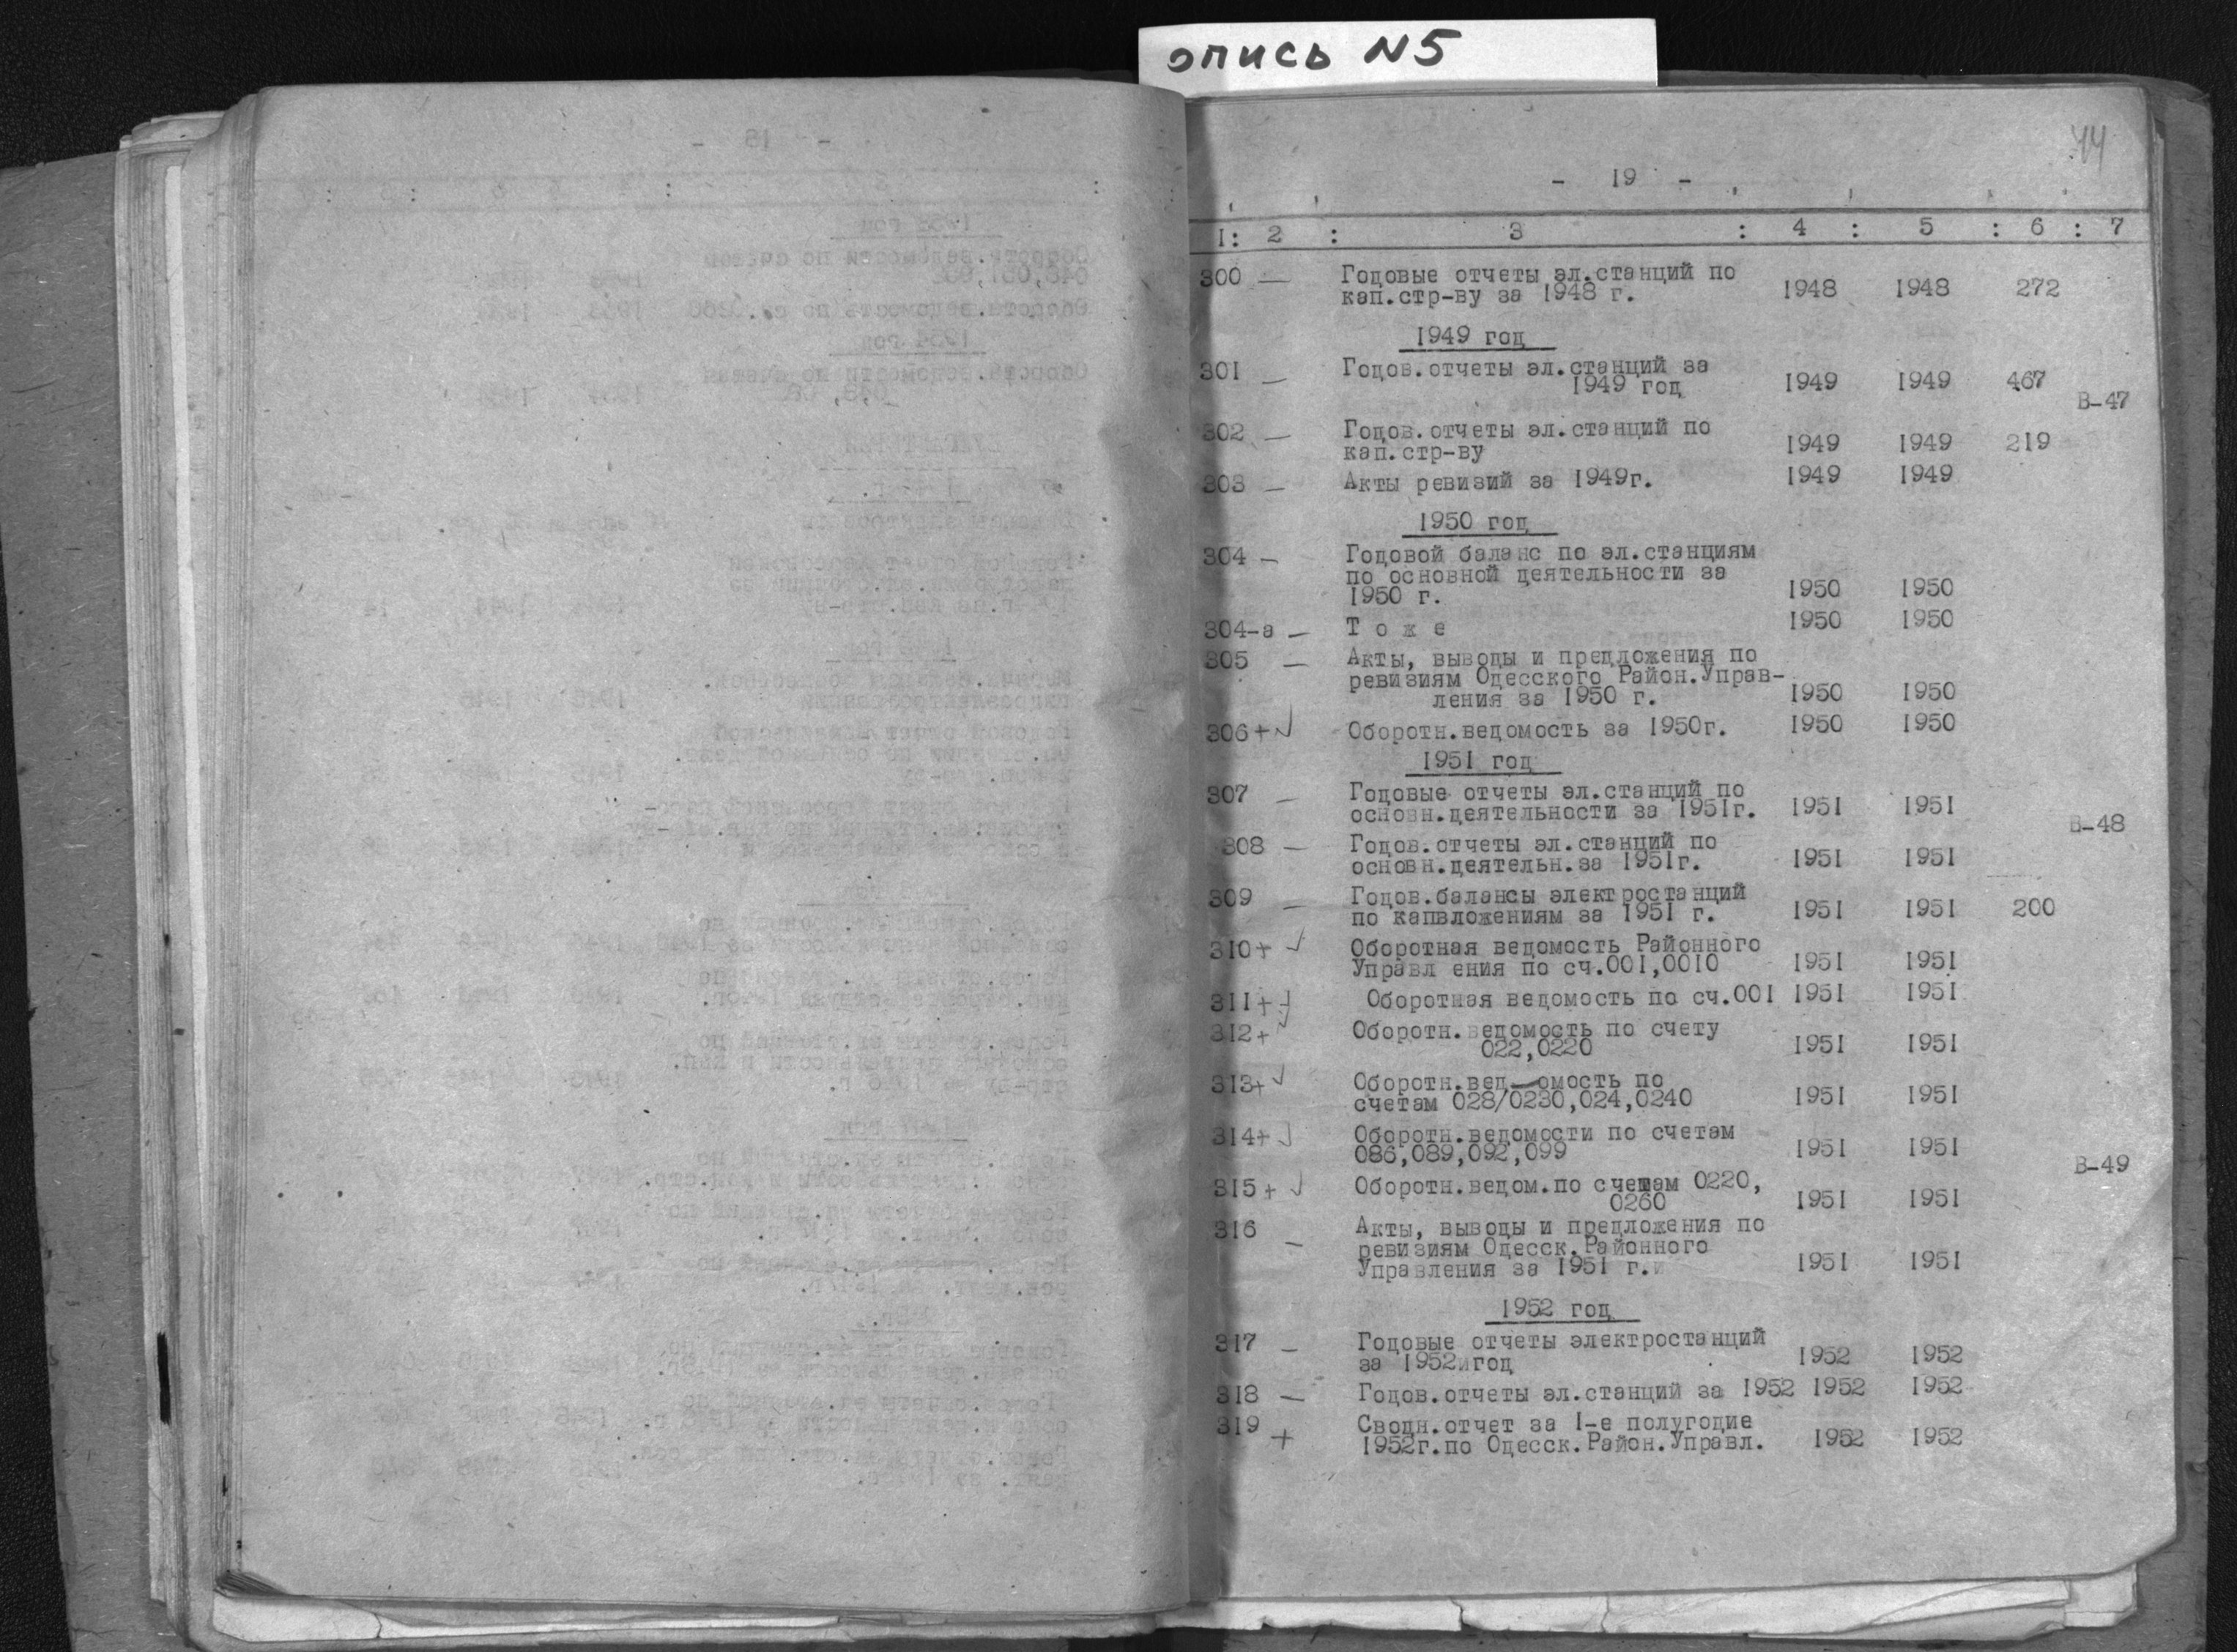 опись N5
44
- 19 -
1: 2 : 3 : 4 : 5 : 6 : 7
300 — Годовые отчеты эл.станций по
кап.стр-ву за 1948 г. 1948 1948 272
1949 год
301 — Годов.отчеты эл.станций за
1949 год 1949 1949 467
В-47
302 — Годов.отчеты эл.станций по
кап.стр-ву 1949 1949 219
303 — Акты ревизий за 1949г. 1949 1949
1950 год
304 — Годовой баланс по эл.станциям
по основной деятельности за
1950 г. 1950 1950
304-а — Т о ж е 1950 1950
305 — Акты, выводы и предложения по
ревизиям Одесского Район.Управ-
ления за 1950 г. 1950 1950
306+√ Оборотн.ведомость за 1950г. 1950 1950
1951 год
307 — Годовые отчеты эл.станций по
основн.деятельности за 1951г. 1951 1951
В-48
308 — Годов.отчеты эл.станций по
основн.деятельн.за 1951г. 1951 1951
309 — Годов.балансы электростанций
по капвложениям за 1951 г. 1951 1951 200
310+ √ Оборотная ведомость Районного
Управл ения по сч.001,0010 1951 1951
311+√ Оборотная ведомость по сч.001 1951 1951
312+√ Оборотн.ведомость по счету
022,0220 1951 1951
313+√ Оборотн.вед—омость по
счетам 028/0230,024,0240 1951 1951
314+√ Оборотн.ведомости по счетам
086,089,092,099 1951 1951
В-49
315+ √ Оборотн.ведом.по счетам 0220,
0260 1951 1951
316 — Акты, выводы и предложения по
ревизиям Одесск.Районного
Управления за 1951 г. 1951 1951
1952 год
317 — Годовые отчеты электростанций
за 1952 год 1952 1952
318 — Годов.отчеты эл.станций за 1952 1952 1952
319 + Сводн.отчет за 1-е полугодие
1952г.по Одесск.Район.Управл. 1952 1952